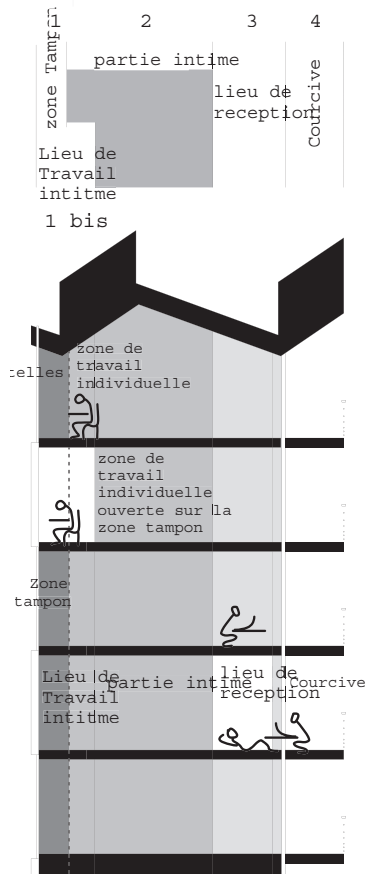 1
2
3
4
zone Tampon
partie intime
lieu de
reception
Courcive
Lieu de
Travail
intitme
1 bis
zone de
travail
individuelle
zone de
travail
individuelle
ouverte sur la
zone tampon
Zone
tampon
Lieu de
Travail
intitme
partie intime
lieu de
reception
Courcive